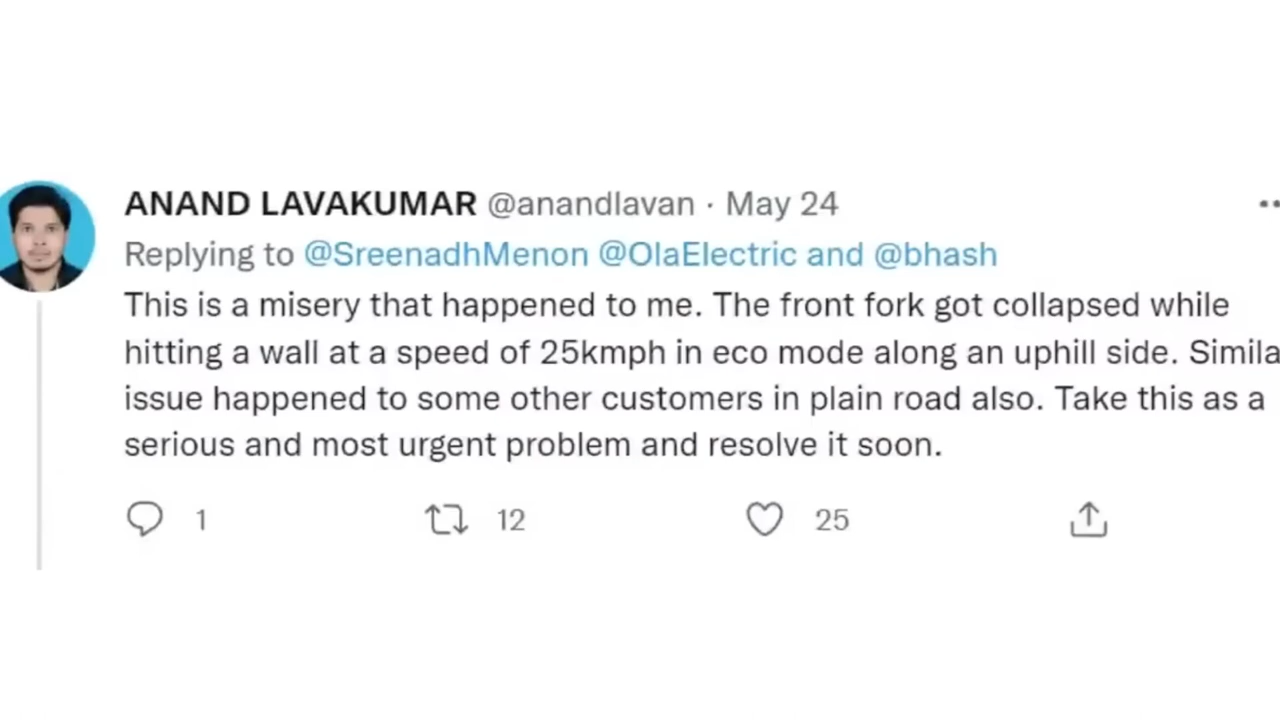 ANAND LAVAKUMAR @anandlavan · May 24
Replying to @SreenadhMenon @OlaElectric and @bhash
This is a misery that happened to me. The front fork got collapsed while
hitting a wall at a speed of 25kmph in eco mode along an uphill side. Simila
issue happened to some other customers in plain road also. Take this as a
serious and most urgent problem and resolve it soon.
1 12 25